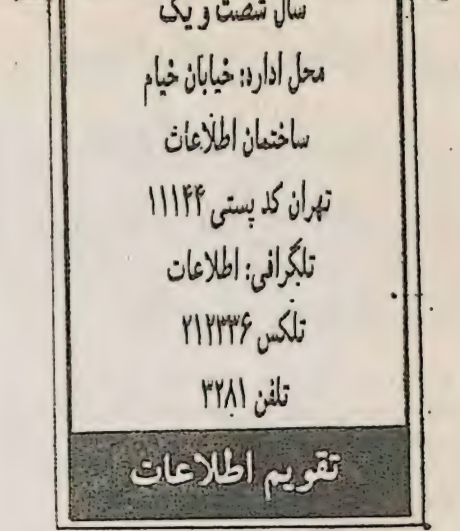 سال شصت و یک
محل اداره: خیابان خیام
ساختمان اطلاعات
تهران کد پستی ۱۱۱۴۴
تلگرافی: اطلاعات
تلکس ۲۱۲۳۳۶
تلفن ۳۲۸۱
تقویم اطلاعات